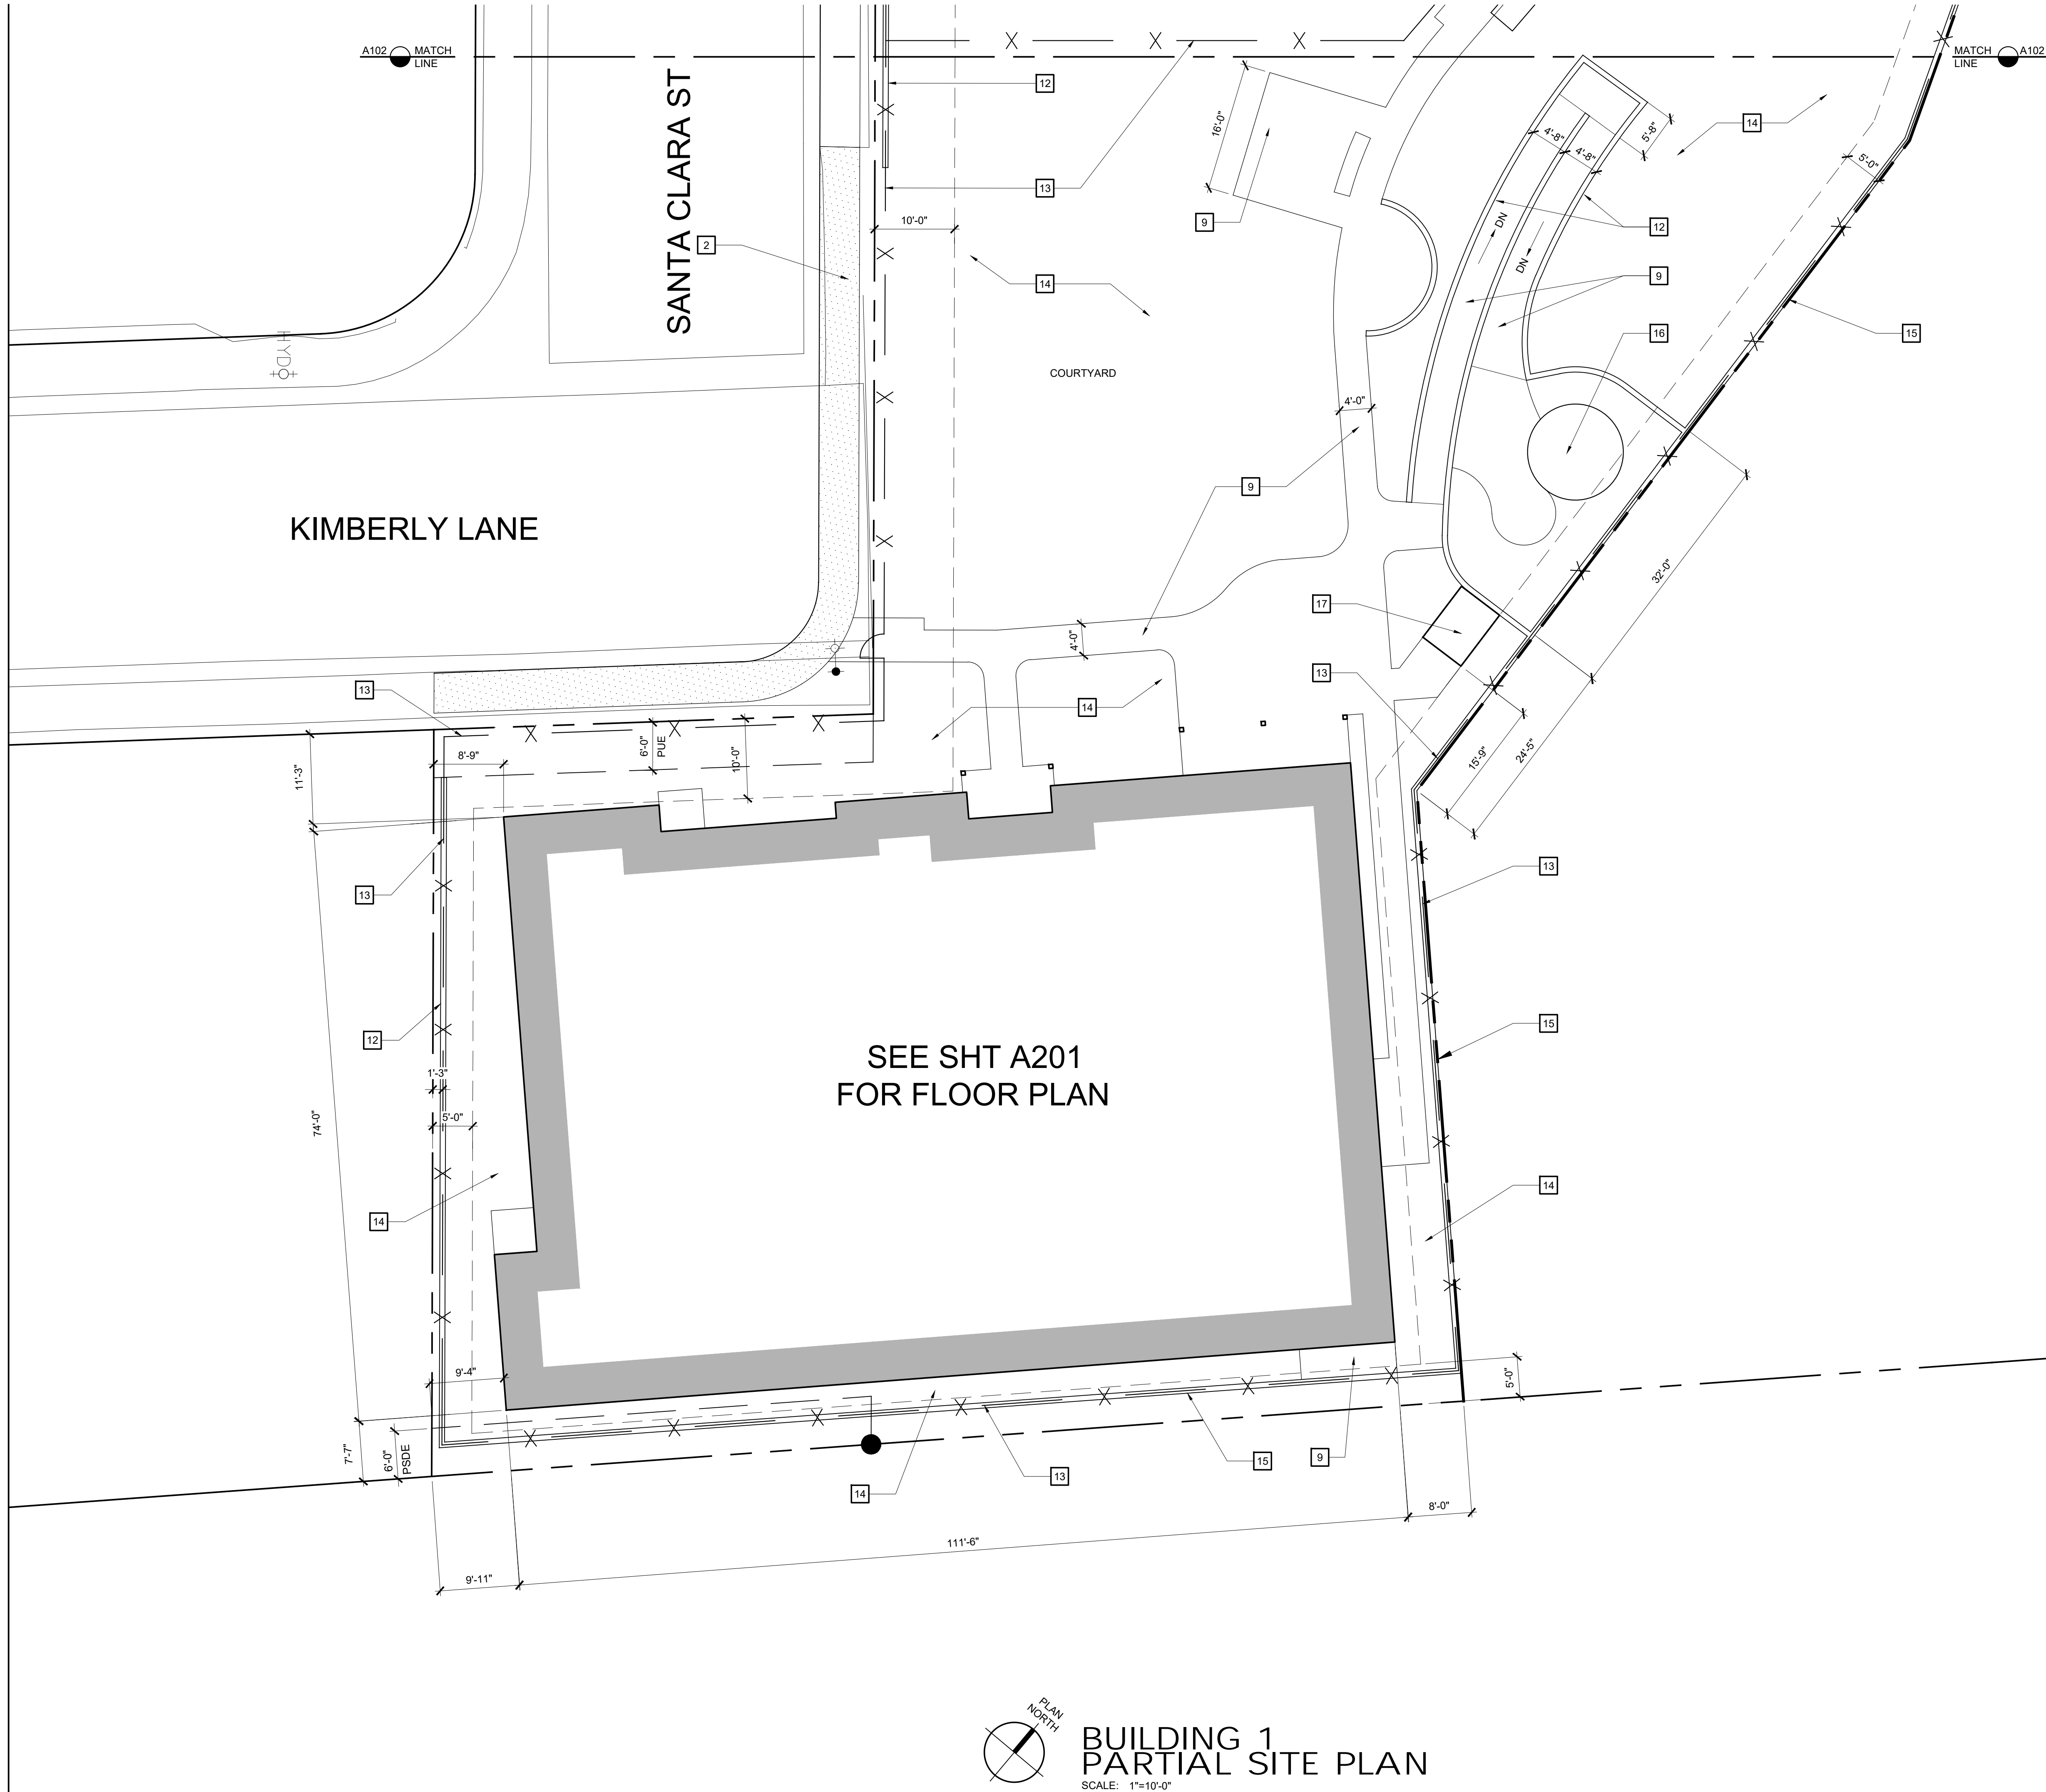 A102
MATCH
LINE
MATCH
LINE
A102
SANTA CLARA ST
12
16'-0"
4'-8"
4'-8"
5'-8"
14
5'-0"
13
9
10'-0"
2
DN
DN
12
14
9
HYD
16
15
COURTYARD
4'-0"
9
KIMBERLY LANE
32'-0"
17
4'-0"
13
13
14
6'-0"
PUE
10'-0"
8'-9"
11'-3"
15'-9"
24'-5"
13
13
12
15
SEE SHT A201
FOR FLOOR PLAN
1'-3"
5'-0"
74'-0"
14
14
9'-4"
5'-0"
7'-7"
6'-0"
PSDE
9
15
13
14
8'-0"
111'-6"
9'-11"
PLAN
NORTH
BUILDING 1
PARTIAL SITE PLAN
SCALE: 1"=10'-0"